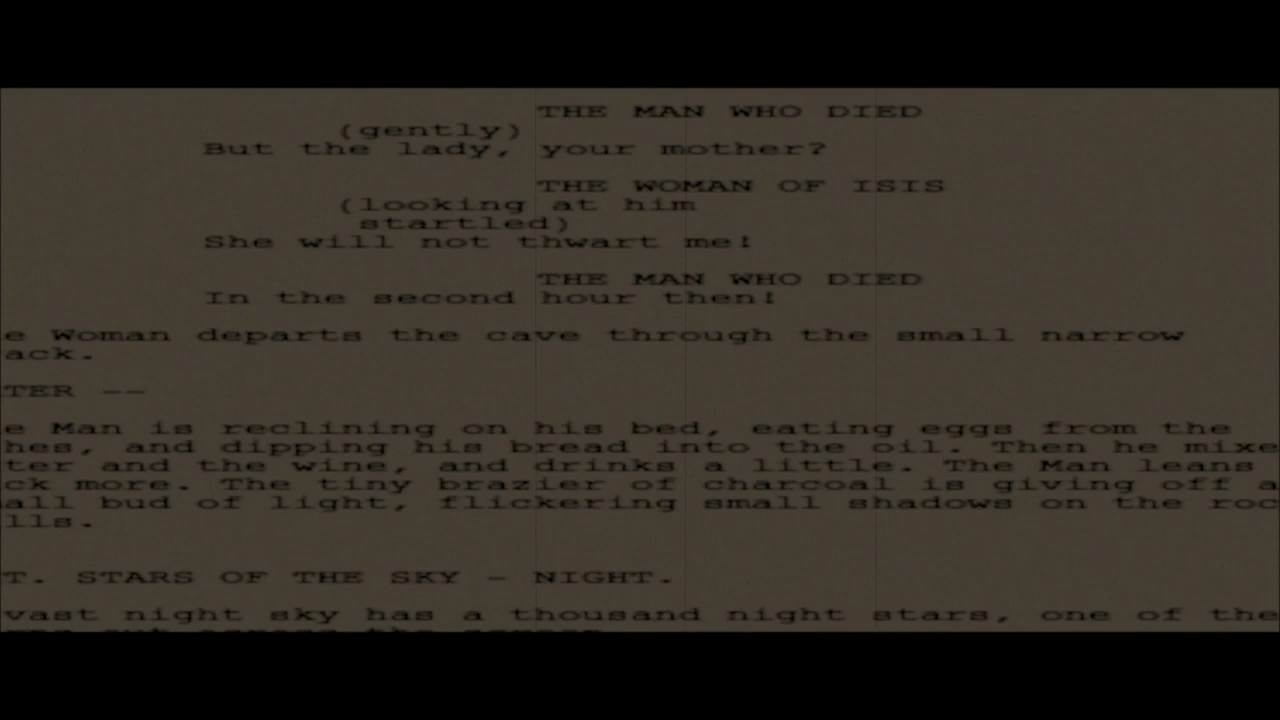 THE MAN WHO DIED
(gently)
But the lady, your mother?
THE WOMAN OF ISIS
(looking at him
startled)
She will not thwart me!
THE MAN WHO DIED
In the second hour then!
e Woman departs the cave through the small narrow
ack.
TER --
e Man is reclining on his bed, eating eggs from the
hes, and dipping his bread into the oil. Then he mixe
ter and the wine, and drinks a little. The Man leans
ck more. The tiny brazier of charcoal is giving off a
all bud of light, flickering small shadows on the roc
lls.
T. STARS OF THE SKY - NIGHT.
vast night sky has a thousand night stars, one of the